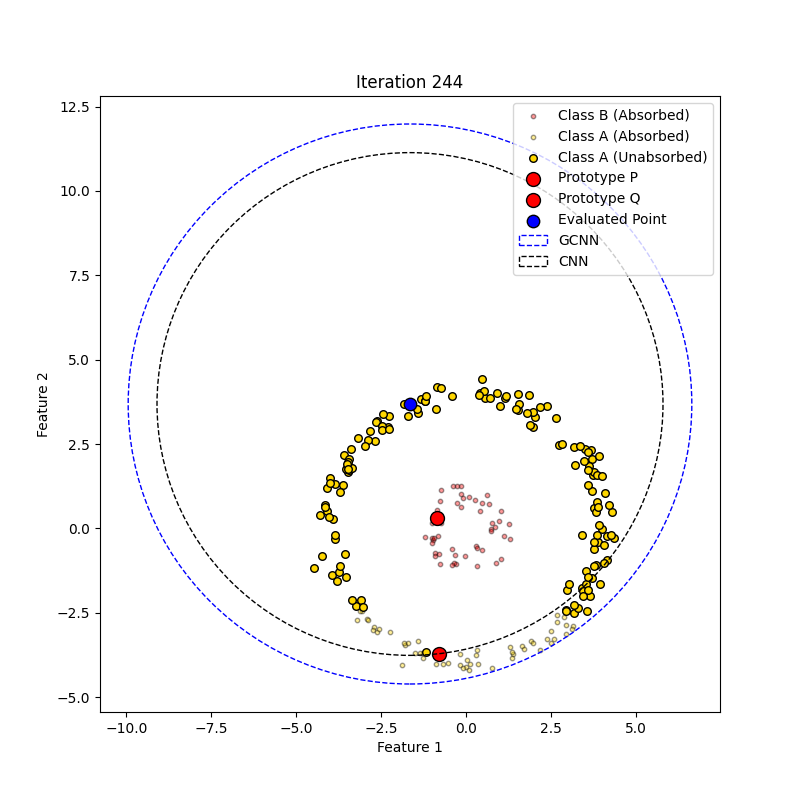 Iteration 244
Class B (Absorbed)
Class A (Absorbed)
Class A (Unabsorbed)
Prototype P
Prototype Q
Evaluated Point
GCNN
CNN
12.5
10.0
7.5
5.0
2.5
0.0
−2.5
−5.0
Feature 2
−10.0 −7.5 −5.0 −2.5 0.0 2.5 5.0
Feature 1